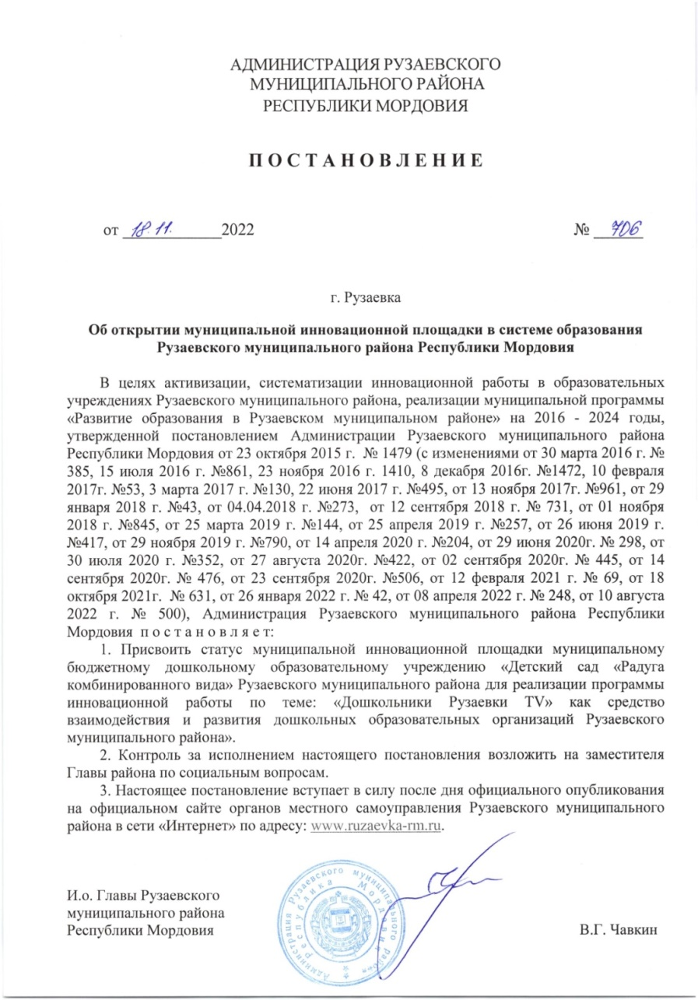 АДМИНИСТРАЦИЯ РУЗАЕВСКОГО
МУНИЦИПАЛЬНОГО РАЙОНА
РЕСПУБЛИКИ МОРДОВИЯ
П О С Т А Н О В Л Е Н И Е
от 18.11. 2022 № 706
г. Рузаевка
Об открытии муниципальной инновационной площадки в системе образования
Рузаевского муниципального района Республики Мордовия
В целях активизации, систематизации инновационной работы в образовательных
учреждениях Рузаевского муниципального района, реализации муниципальной программы
«Развитие образования в Рузаевском муниципальном районе» на 2016 - 2024 годы,
утвержденной постановлением Администрации Рузаевского муниципального района
Республики Мордовия от 23 октября 2015 г. № 1479 (с изменениями от 30 марта 2016 г. №
385, 15 июля 2016 г. №861, 23 ноября 2016 г. 1410, 8 декабря 2016г. №1472, 10 февраля
2017г. №53, 3 марта 2017 г. №130, 22 июня 2017 г. №495, от 13 ноября 2017г. №961, от 29
января 2018 г. №43, от 04.04.2018 г. №273, от 12 сентября 2018 г. № 731, от 01 ноября
2018 г. №845, от 25 марта 2019 г. №144, от 25 апреля 2019 г. №257, от 26 июня 2019 г.
№417, от 29 ноября 2019 г. №790, от 14 апреля 2020 г. №204, от 29 июня 2020г. № 298, от
30 июля 2020 г. №352, от 27 августа 2020г. №422, от 02 сентября 2020г. № 445, от 14
сентября 2020г. № 476, от 23 сентября 2020г. №506, от 12 февраля 2021 г. № 69, от 18
октября 2021г. № 631, от 26 января 2022 г. № 42, от 08 апреля 2022 г. № 248, от 10 августа
2022 г. № 500), Администрация Рузаевского муниципального района Республики
Мордовия п о с т а н о в л я е т:
1. Присвоить статус муниципальной инновационной площадки муниципальному
бюджетному дошкольному образовательному учреждению «Детский сад «Радуга
комбинированного вида» Рузаевского муниципального района для реализации программы
инновационной работы по теме: «Дошкольники Рузаевки TV» как средство
взаимодействия и развития дошкольных образовательных организаций Рузаевского
муниципального района».
2. Контроль за исполнением настоящего постановления возложить на заместителя
Главы района по социальным вопросам.
3. Настоящее постановление вступает в силу после дня официального опубликования
на официальном сайте органов местного самоуправления Рузаевского муниципального
района в сети «Интернет» по адресу: www.ruzaevka-rm.ru.
И.о. Главы Рузаевского
муниципального района
Республики Мордовия В.Г. Чавкин
Администрация Рузаевского муниципального района
Республика Мордовия